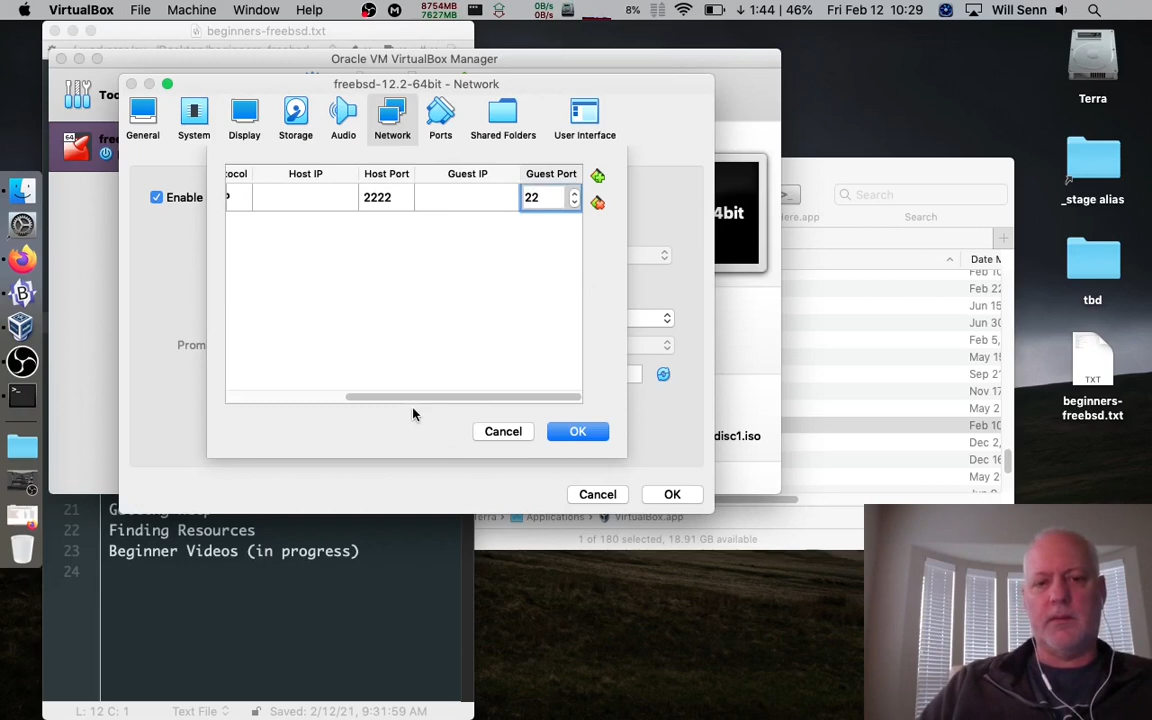 VirtualBox File Machine Window Help 8754MB 7627MB 0B/s 0B/s 8% 1:44 | 46% Fri Feb 12 10:29 Will Senn
beginners-freebsd.txt
Oracle VM VirtualBox Manager
freebsd-12.2-64bit - Network
Terra
General System Display Storage Audio Network Ports Shared Folders User Interface
Host IP Host Port Guest IP Guest Port
Enable 2222 22
64
4bit
Search
Search
_stage alias
Date M
Feb 22
Jun 15
Jun 30
Feb 5,
May 15
Sep 21
Nov 17
May 2
Feb 10
Dec 2,
Dec 16
May 2
tbd
TXT
beginners-
freebsd.txt
Prom
Cancel OK
disc1.iso
Cancel OK
Terra Applications VirtualBox.app
1 of 180 selected, 18.91 GB available
21
22 Finding Resources
23 Beginner Videos (in progress)
24
L: 12 C: 1 Text File Saved: 2/12/21, 9:31:59 AM